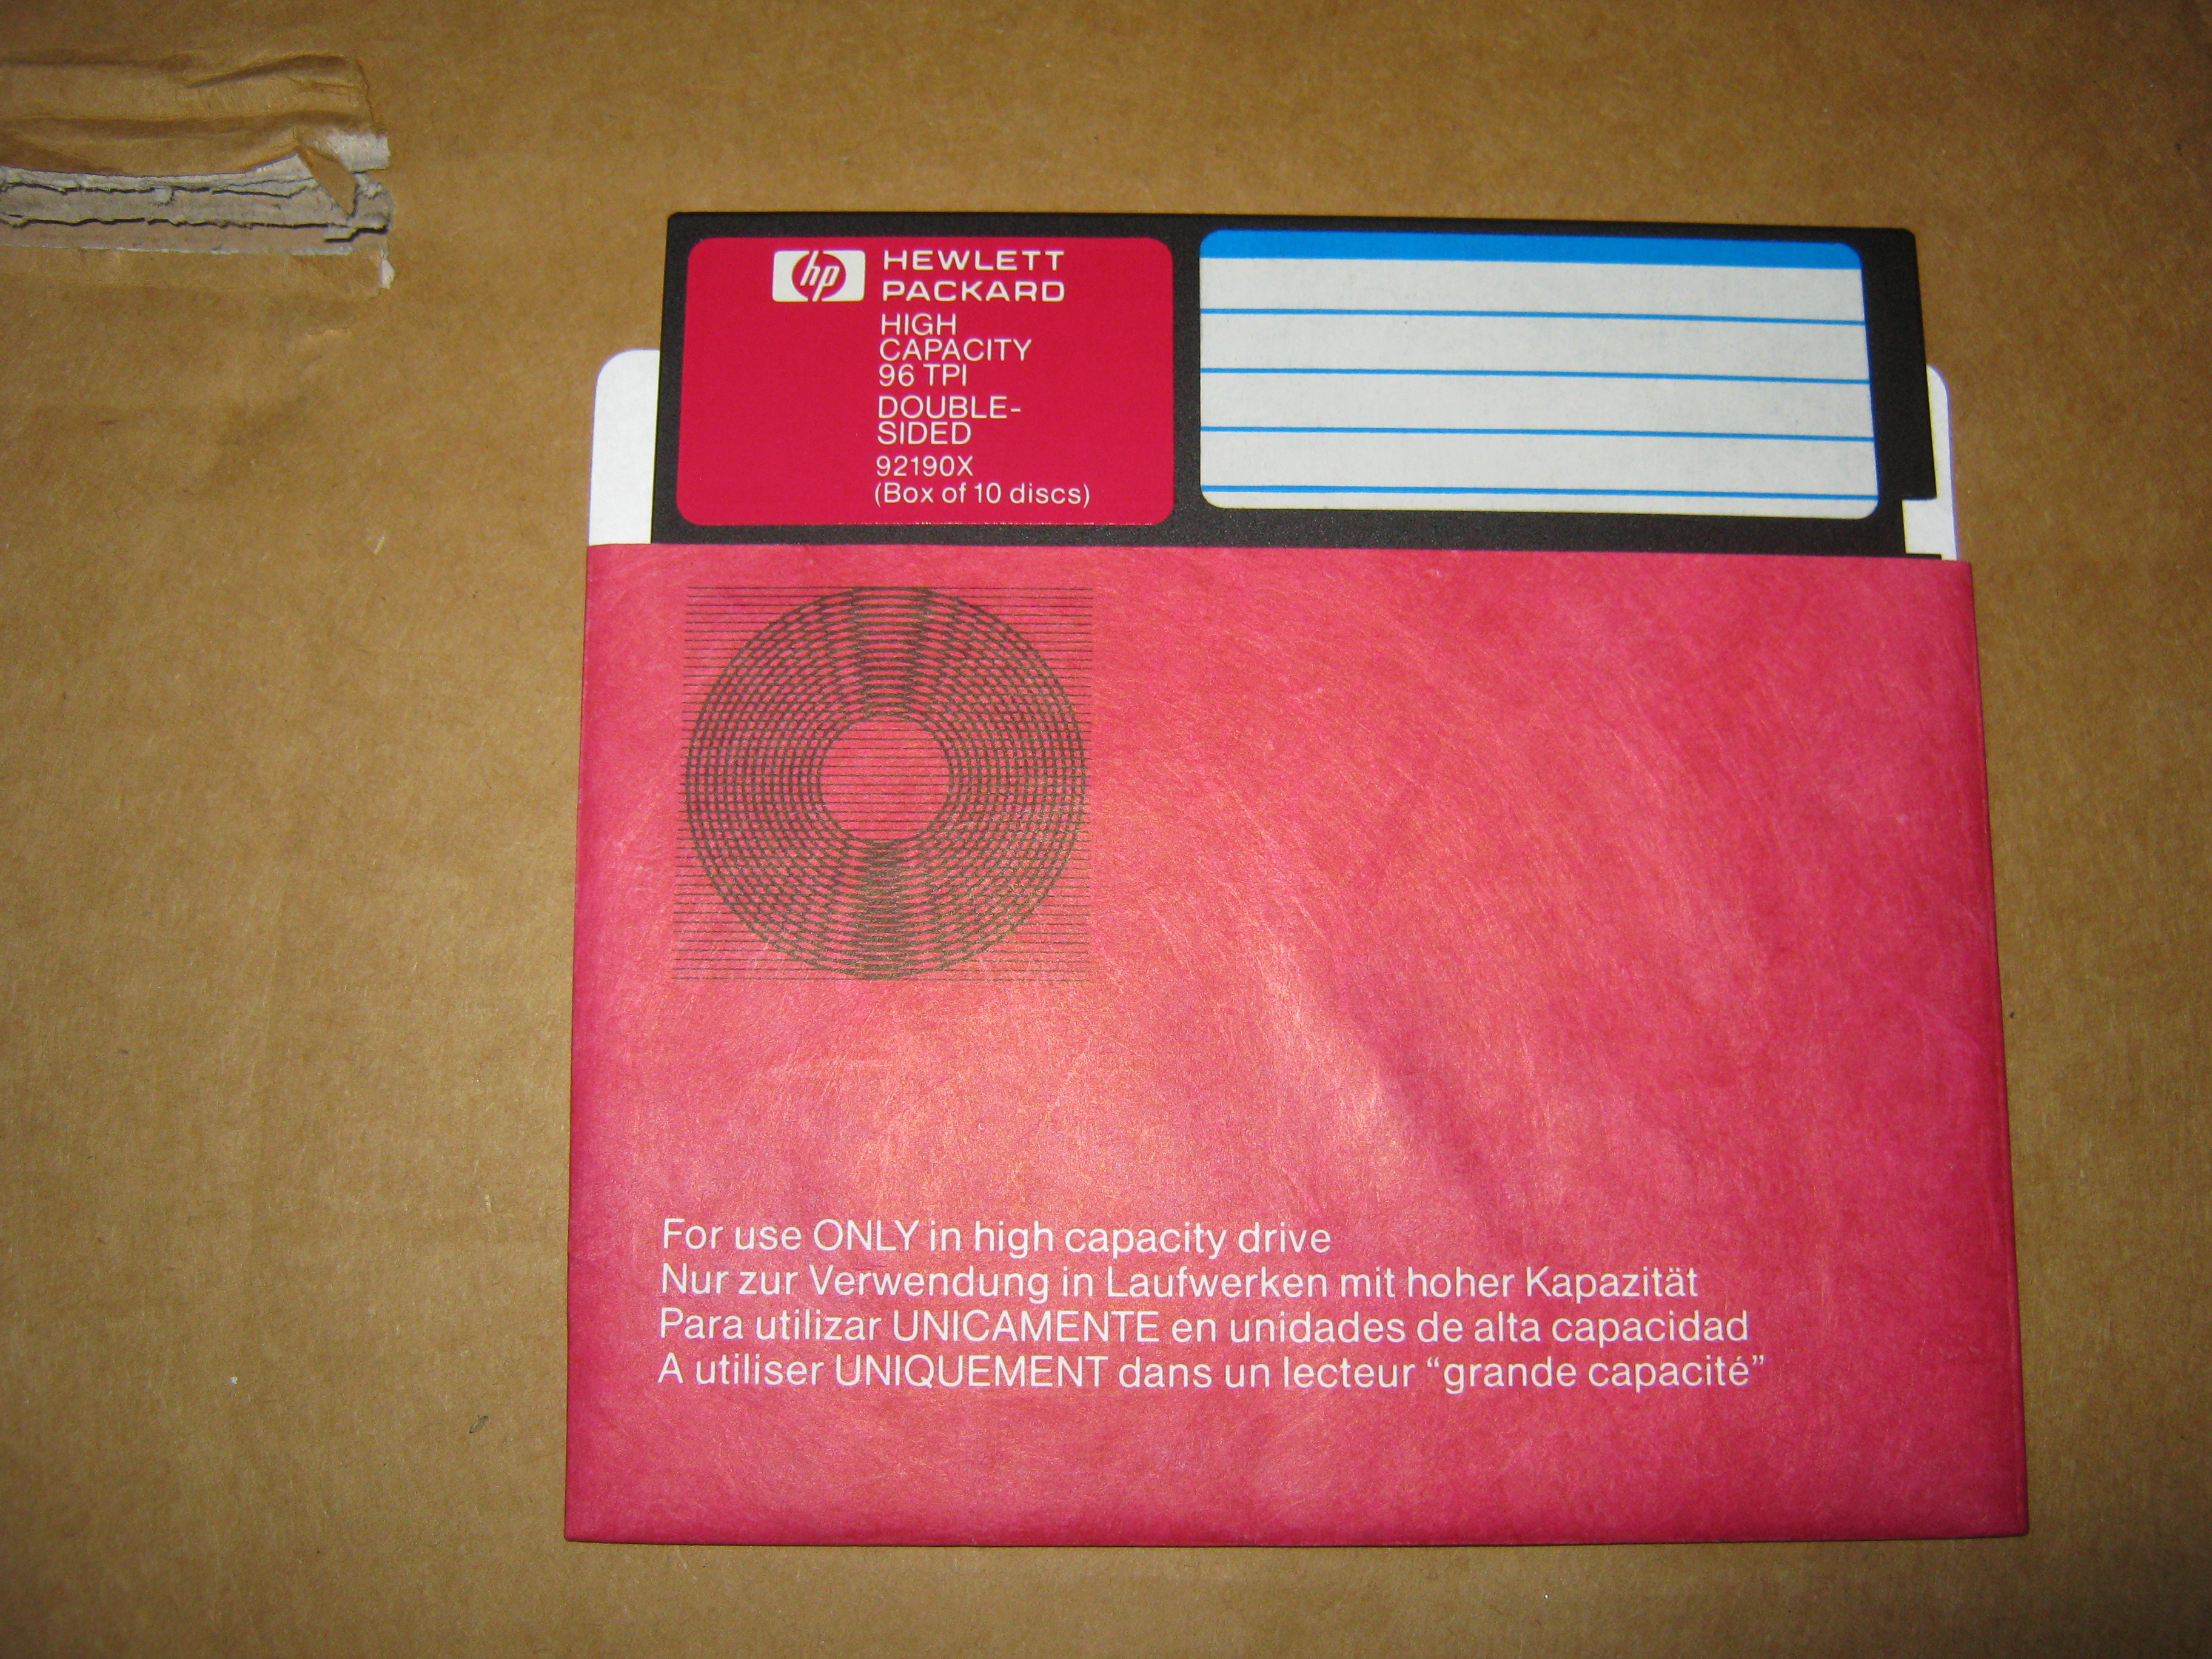 hp HEWLETT
PACKARD
HIGH
CAPACITY
96 TPI
DOUBLE-
SIDED
92190X
(Box of 10 discs)
For use ONLY in high capacity drive
Nur zur Verwendung in Laufwerken mit hoher Kapazität
Para utilizar UNICAMENTE en unidades de alta capacidad
A utiliser UNIQUEMENT dans un lecteur “grande capacité”